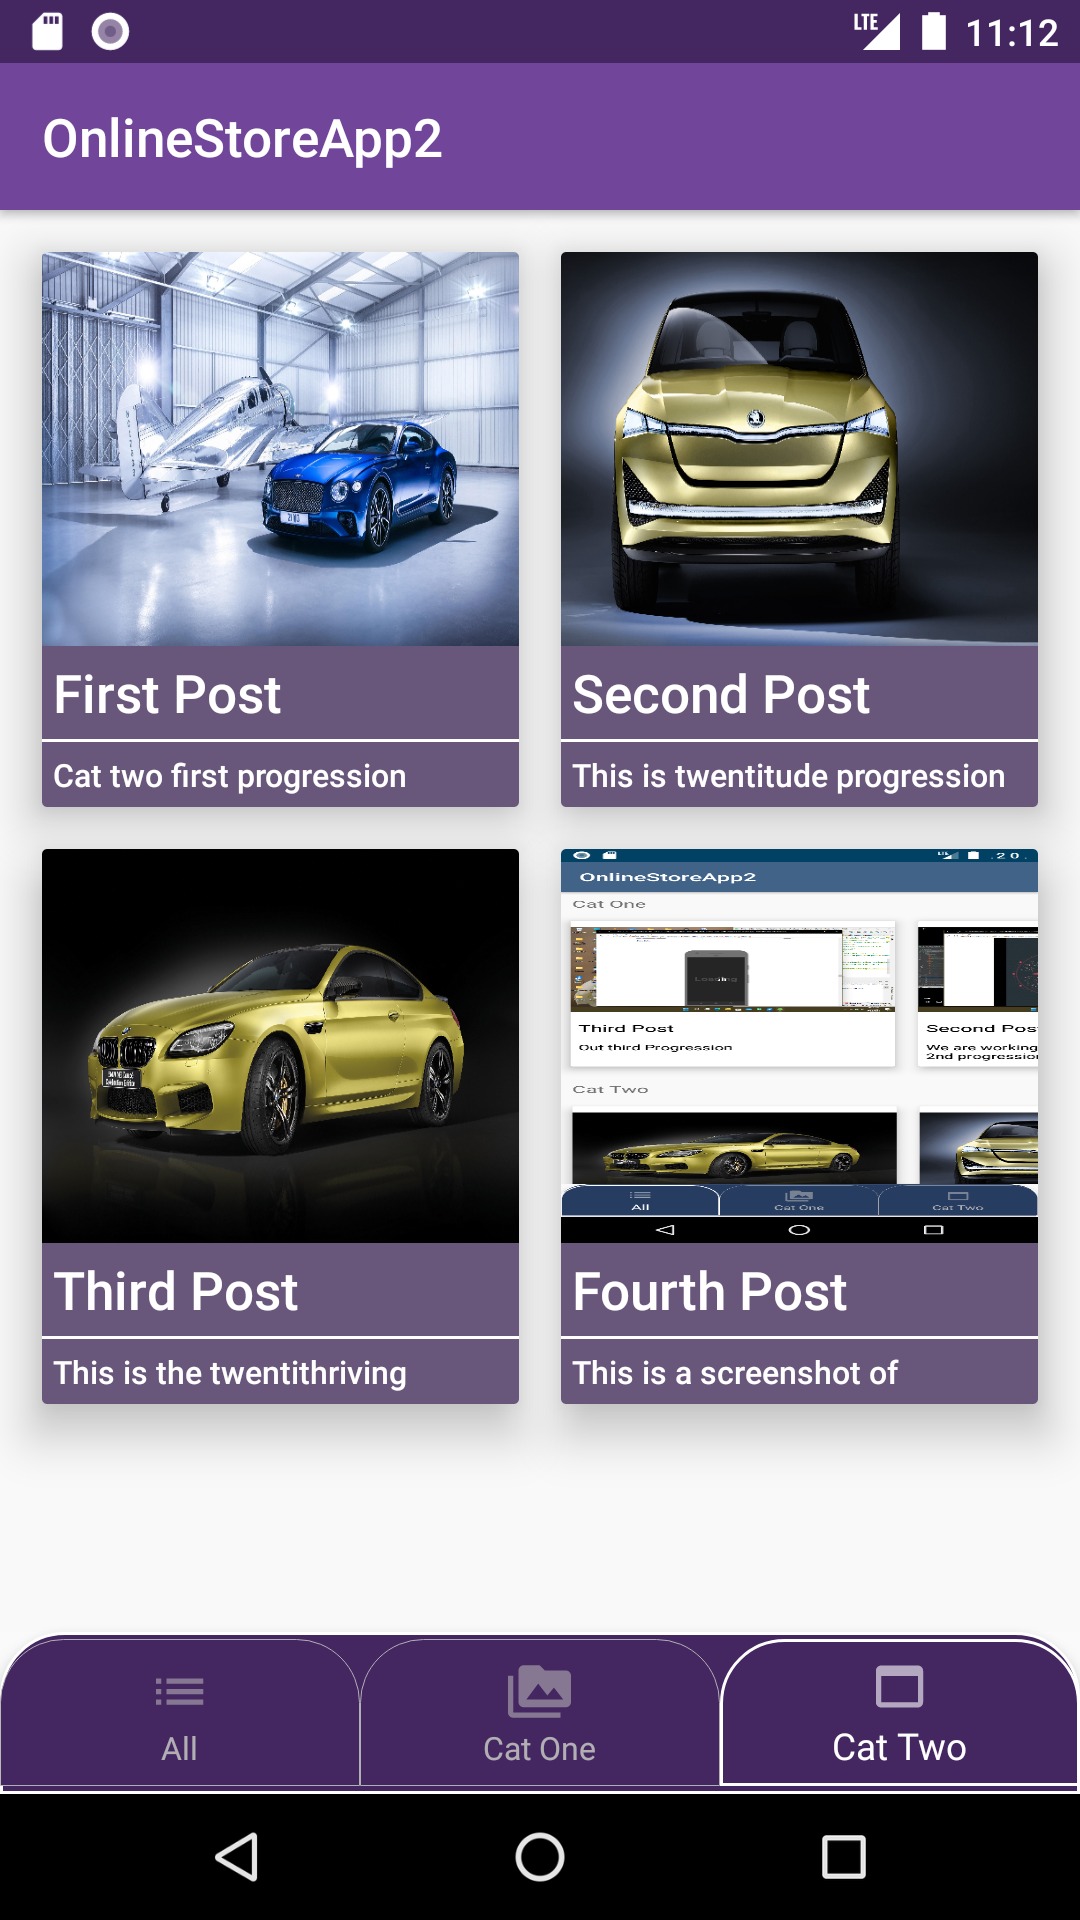 LTE 11:12
OnlineStoreApp2
First Post
Cat two first progression
Second Post
This is twentitude progression
OnlineStoreApp2
Cat One
Third Post
Out third Progression
Second Pos
We are working
2nd progression
Cat Two
All
Cat One
Cat Two
Third Post
This is the twentithriving
Fourth Post
This is a screenshot of
All
Cat One
Cat Two